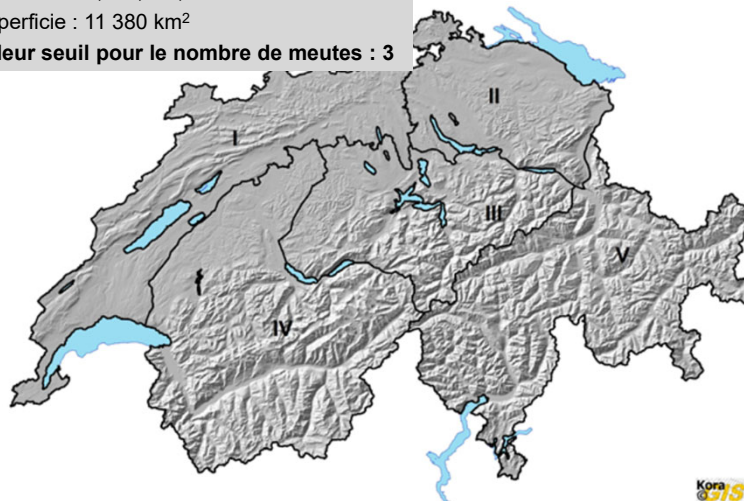 perficie : 11 380 km²
leur seuil pour le nombre de meutes : 3
II
I
III
V
IV
Kora
©GIS